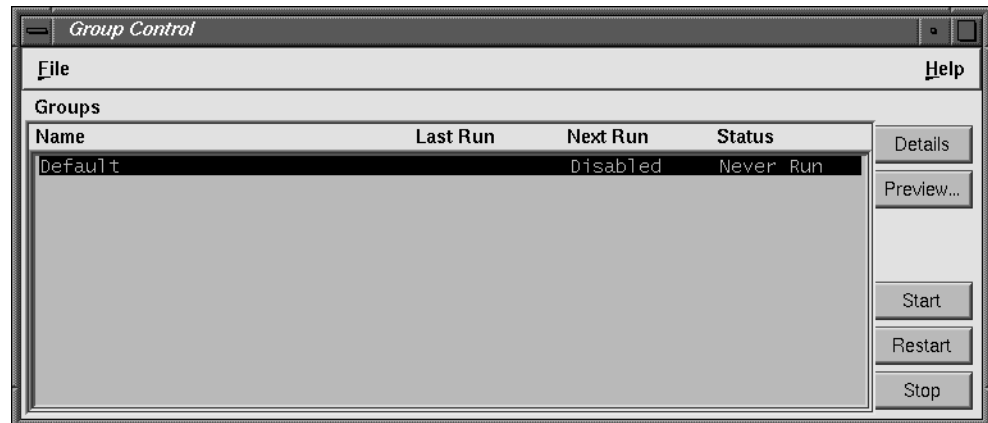 Group Control
File Help
Groups
Name Last Run Next Run Status
Default Disabled Never Run
Details
Preview...
Start
Restart
Stop